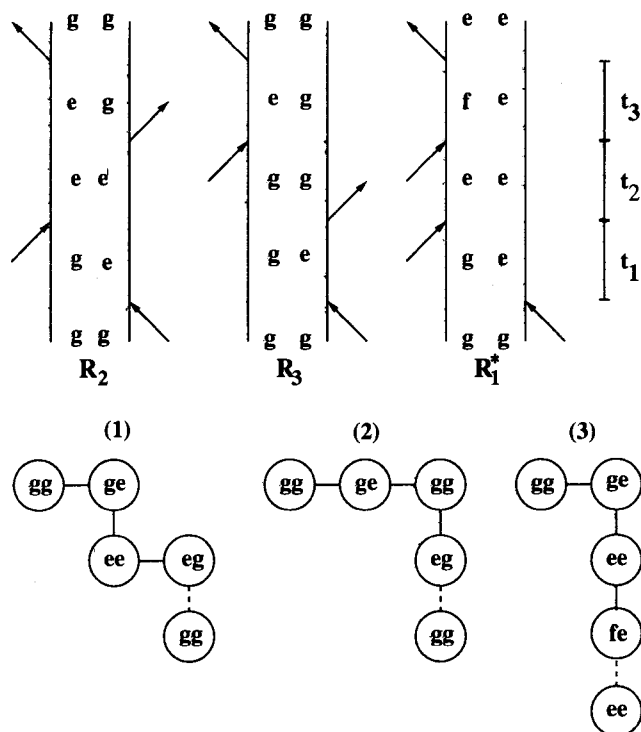 g g g g e e
e g e g f e t₃
e e g g e e t₂
g e g e g e t₁
g g g g g g
R₂ R₃ R₁*
(1) (2) (3)
gg ge gg ge gg gg ge
ee eg eg ee
gg gg fe
ee